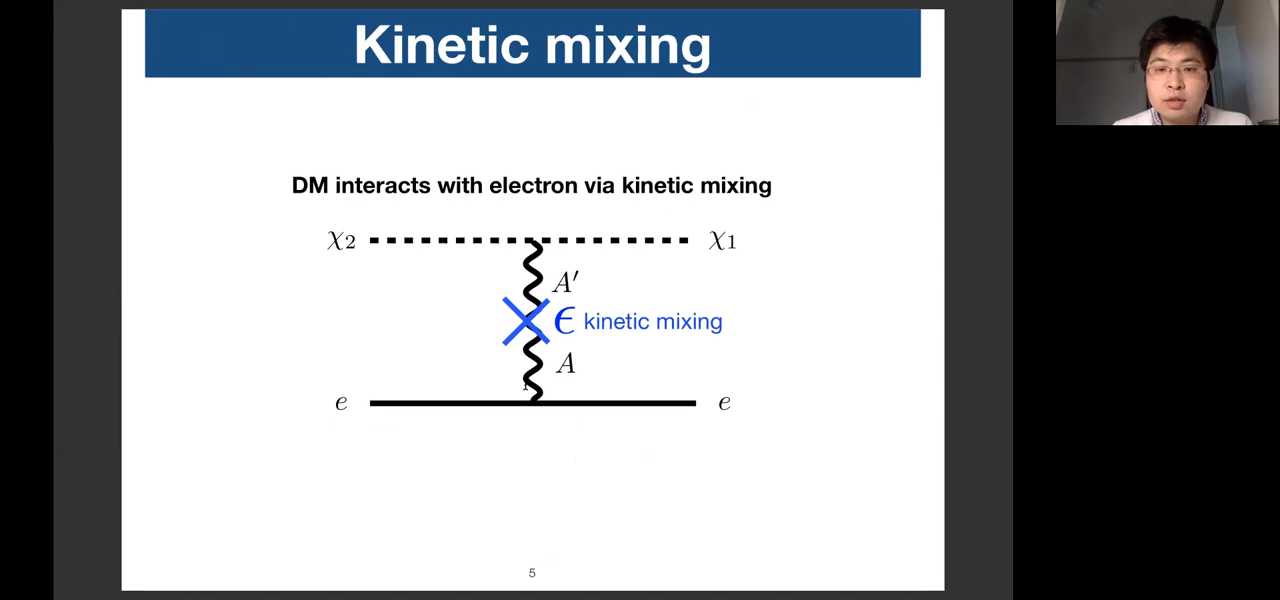 Kinetic mixing
DM interacts with electron via kinetic mixing
χ2 χ1
A′
ϵ kinetic mixing
A
e e
5